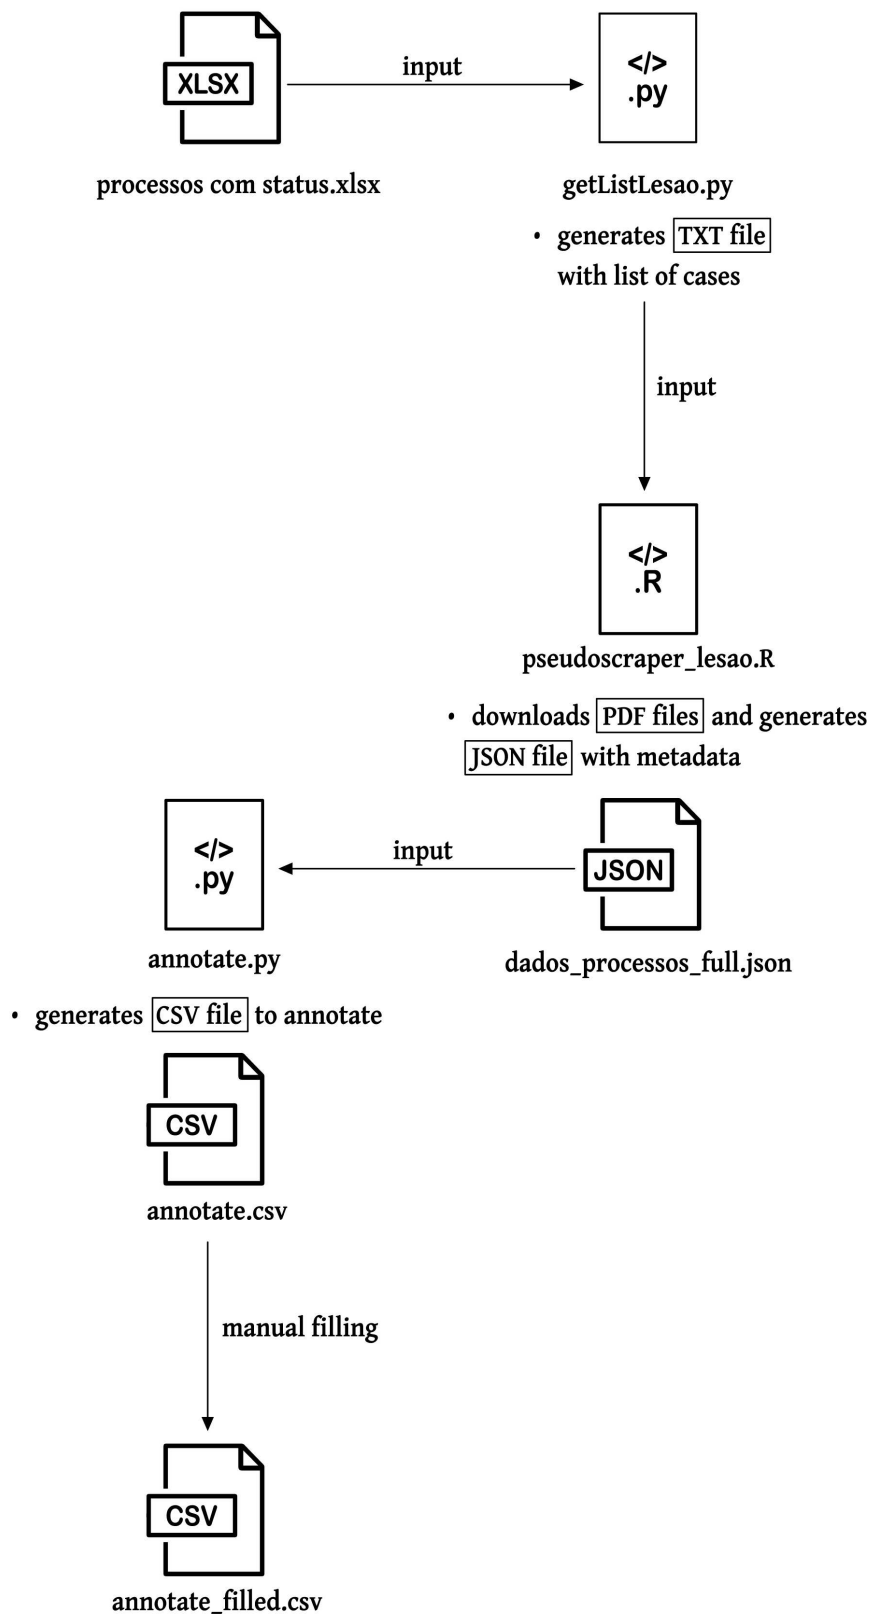 XLSX
input
</>
.py
processos com status.xlsx
getListLesao.py
• generates TXT file
with list of cases
input
</>
.R
pseudoscraper_lesao.R
• downloads PDF files and generates
JSON file with metadata
</>
.py
input
JSON
annotate.py
dados_processos_full.json
• generates CSV file to annotate
CSV
annotate.csv
manual filling
CSV
annotate_filled.csv